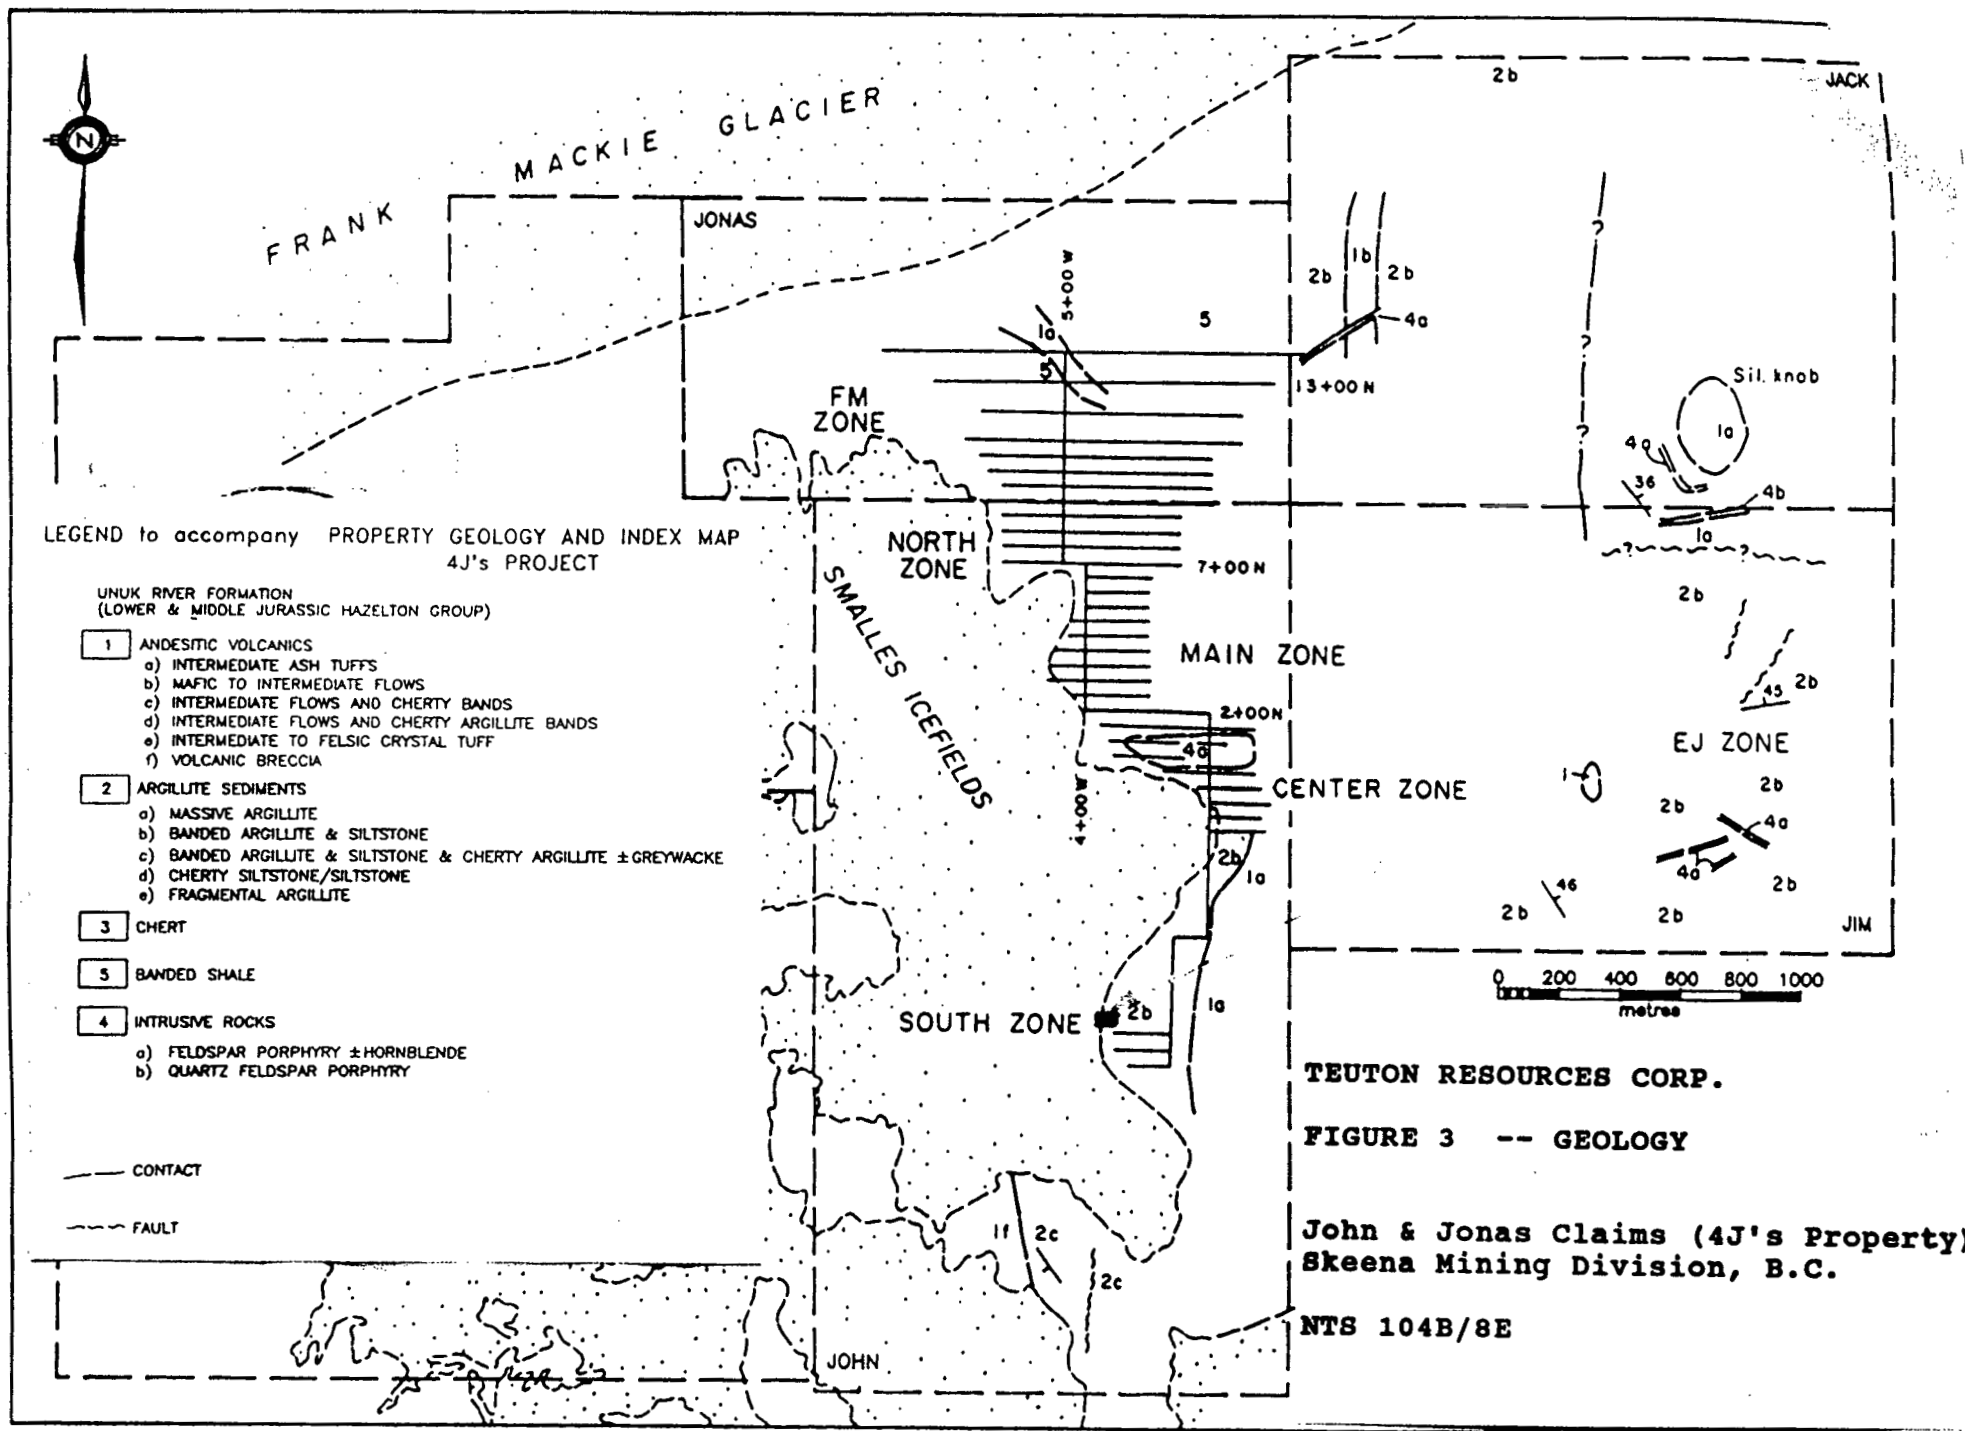 FRANK MACKIE GLACIER
N
2b
JACK
JONAS
5+00 W
2b
1b
2b
4a
1a
5
5
13+00 N
FM
ZONE
Sil. knob
1a
4a
36
4b
1a
?
?
?
?
?
LEGEND to accompany PROPERTY GEOLOGY AND INDEX MAP
4J's PROJECT
UNUK RIVER FORMATION
(LOWER & MIDDLE JURASSIC HAZELTON GROUP)
1 ANDESITIC VOLCANICS
a) INTERMEDIATE ASH TUFFS
b) MAFIC TO INTERMEDIATE FLOWS
c) INTERMEDIATE FLOWS AND CHERTY BANDS
d) INTERMEDIATE FLOWS AND CHERTY ARGILLITE BANDS
e) INTERMEDIATE TO FELSIC CRYSTAL TUFF
f) VOLCANIC BRECCIA
2 ARGILLITE SEDIMENTS
a) MASSIVE ARGILLITE
b) BANDED ARGILLITE & SILTSTONE
c) BANDED ARGILLITE & SILTSTONE & CHERTY ARGILLITE ±GREYWACKE
d) CHERTY SILTSTONE/SILTSTONE
e) FRAGMENTAL ARGILLITE
3 CHERT
5 BANDED SHALE
4 INTRUSIVE ROCKS
a) FELDSPAR PORPHYRY ±HORNBLENDE
b) QUARTZ FELDSPAR PORPHYRY
CONTACT
FAULT
NORTH
ZONE
7+00 N
SMALLES ICEFIELDS
MAIN ZONE
2+00N
4a
4+00 W
CENTER ZONE
2b
1a
2b
45
2b
EJ ZONE
1
2b
2b
4a
4a
2b
46
2b
2b
JIM
0 200 400 600 800 1000
metres
SOUTH ZONE
2b
1a
1f
2c
2c
JOHN
TEUTON RESOURCES CORP.
FIGURE 3 -- GEOLOGY
John & Jonas Claims (4J's Property)
Skeena Mining Division, B.C.
NTS 104B/8E